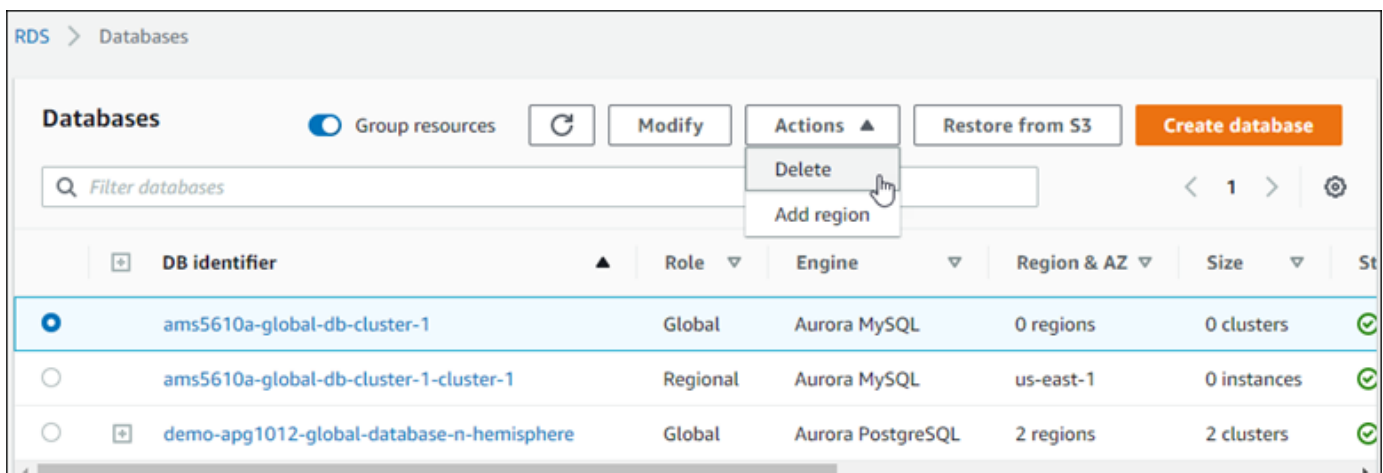 RDS > Databases
Databases Group resources Modify Actions ▲ Restore from S3 Create database
Delete
Filter databases < 1 >
Add region
DB identifier ▲ Role ▽ Engine ▽ Region & AZ ▽ Size ▽ St
ams5610a-global-db-cluster-1 Global Aurora MySQL 0 regions 0 clusters
ams5610a-global-db-cluster-1-cluster-1 Regional Aurora MySQL us-east-1 0 instances
demo-apg1012-global-database-n-hemisphere Global Aurora PostgreSQL 2 regions 2 clusters